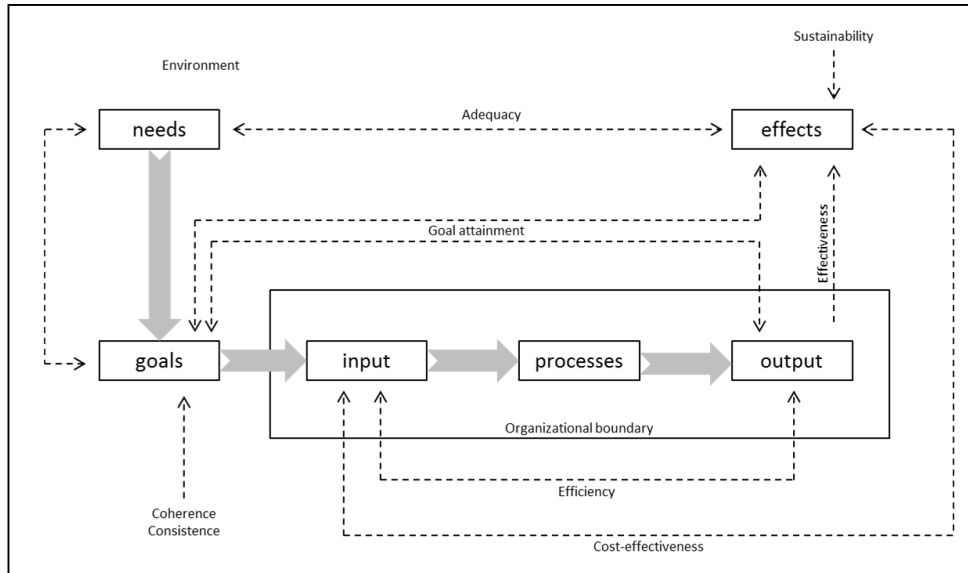 Sustainability
Environment
needs
Adequacy
effects
Goal attainment
Effectiveness
goals
input
processes
output
Organizational boundary
Efficiency
Coherence
Consistence
Cost-effectiveness